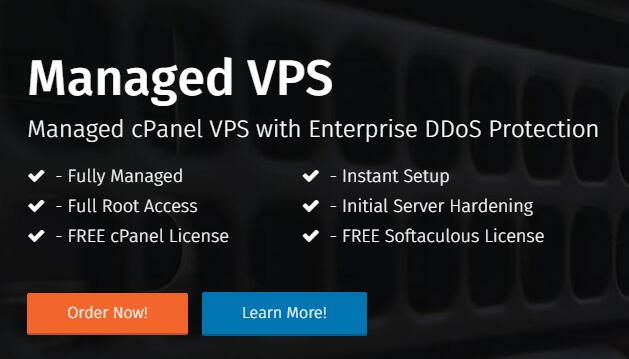 Managed VPS
Managed cPanel VPS with Enterprise DDoS Protection
- Fully Managed
- Instant Setup
- Full Root Access
- Initial Server Hardening
- FREE cPanel License
- FREE Softaculous License
Order Now!
Learn More!